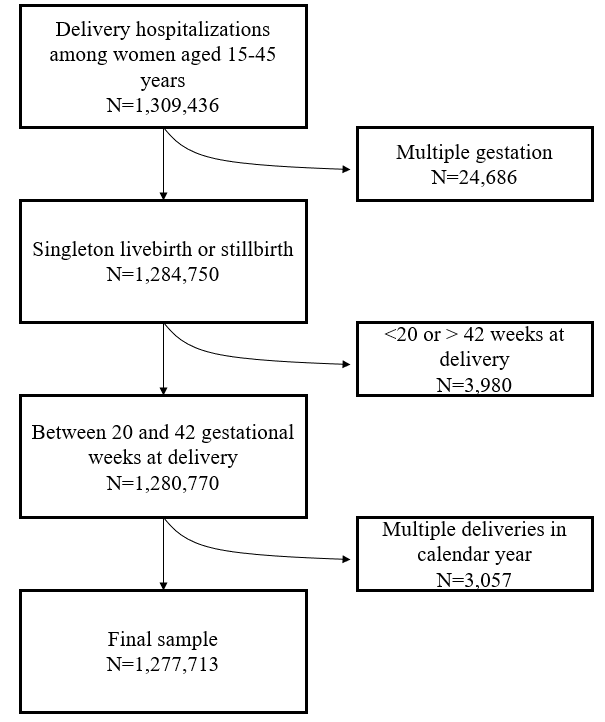 Delivery hospitalizations
among women aged 15-45
years
N=1,309,436
Multiple gestation
N=24,686
Singleton livebirth or stillbirth
N=1,284,750
<20 or > 42 weeks at
delivery
N=3,980
Between 20 and 42 gestational
weeks at delivery
N=1,280,770
Multiple deliveries in
calendar year
N=3,057
Final sample
N=1,277,713